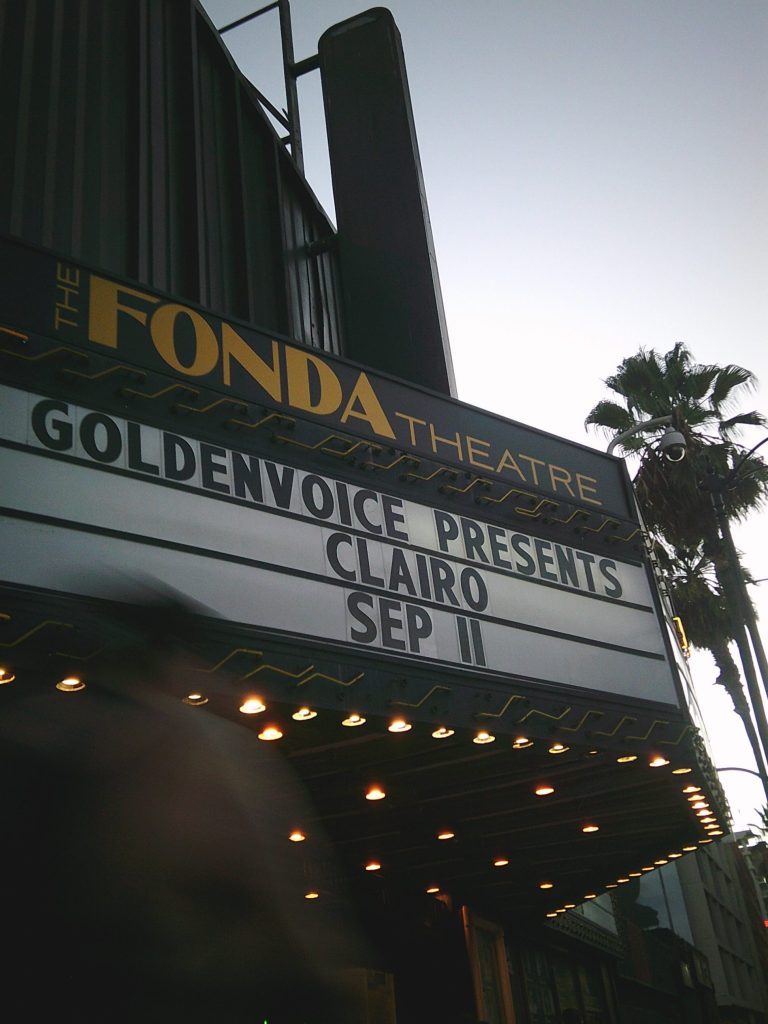 THE FONDA THEATRE
GOLDENVOICE PRESENTS
CLAIRO
SEP 11